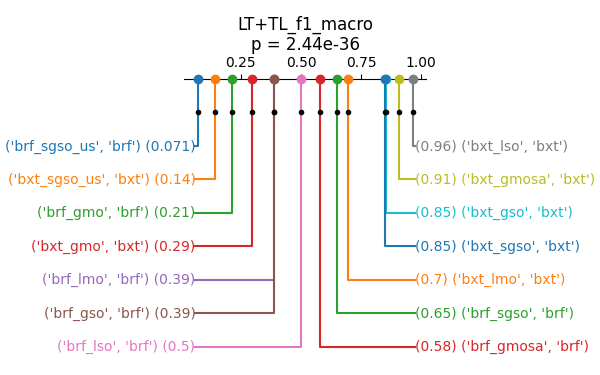 LT+TL_f1_macro
p = 2.44e-36
0.25 0.50 0.75 1.00
('brf_sgso_us', 'brf') (0.071) (0.96) ('bxt_lso', 'bxt')
('bxt_sgso_us', 'bxt') (0.14) (0.91) ('bxt_gmosa', 'bxt')
('brf_gmo', 'brf') (0.21) (0.85) ('bxt_gso', 'bxt')
('bxt_gmo', 'bxt') (0.29) (0.85) ('bxt_sgso', 'bxt')
('brf_lmo', 'brf') (0.39) (0.7) ('bxt_lmo', 'bxt')
('brf_gso', 'brf') (0.39) (0.65) ('brf_sgso', 'brf')
('brf_lso', 'brf') (0.5) (0.58) ('brf_gmosa', 'brf')